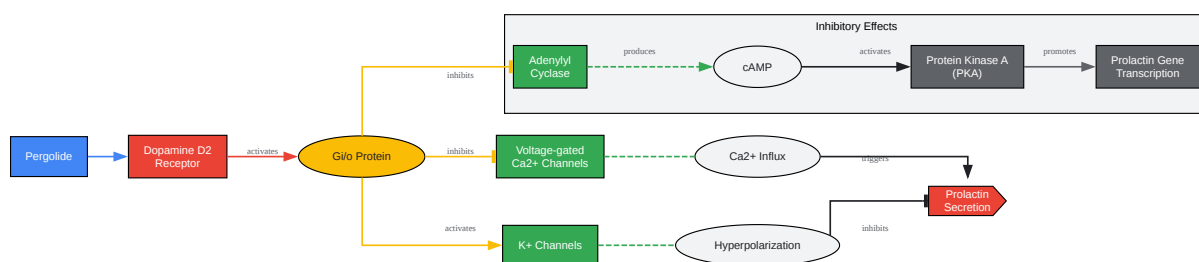 Inhibitory Effects
inhibits
Adenylyl
Cyclase
produces
cAMP
activates
Protein Kinase A
(PKA)
promotes
Prolactin Gene
Transcription
Pergolide
Dopamine D2
Receptor
activates
Gi/o Protein
inhibits
Voltage-gated
Ca2+ Channels
Ca2+ Influx
triggers
Prolactin
Secretion
activates
K+ Channels
Hyperpolarization
inhibits